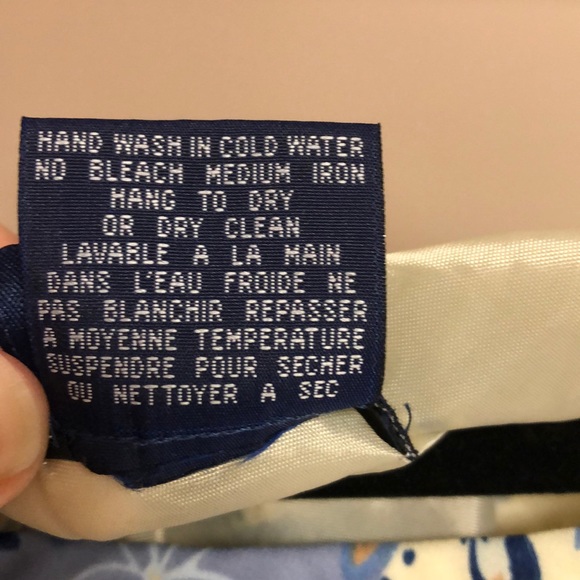 HAND WASH IN COLD WATER
NO BLEACH MEDIUM IRON
HANG TO DRY
OR DRY CLEAN
LAVABLE A LA MAIN
DANS L'EAU FROIDE NE
PAS BLANCHIR REPASSER
A MOYENNE TEMPERATURE
SUSPENDRE POUR SECHER
OU NETTOYER A SEC